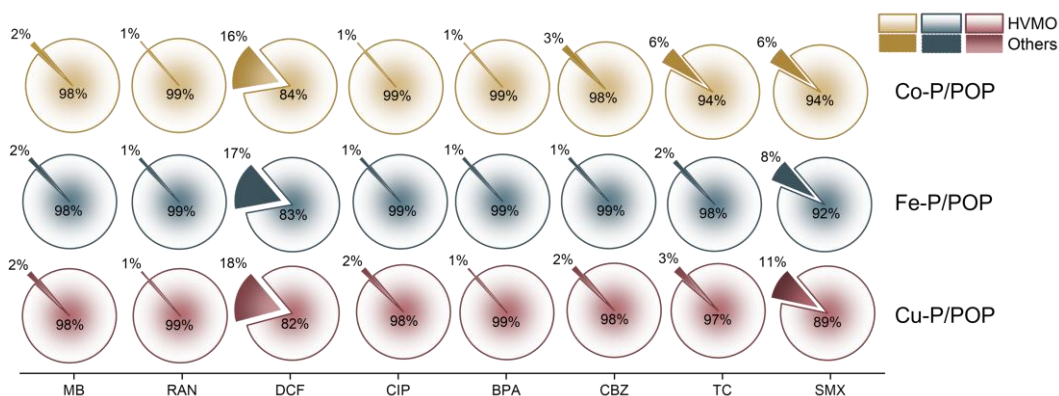 HVMO
Others
2% 1% 16% 1% 1% 3% 6% 6%
98% 99% 84% 99% 99% 98% 94% 94%
Co-P/POP
2% 1% 17% 1% 1% 1% 2% 8%
98% 99% 83% 99% 99% 99% 98% 92%
Fe-P/POP
2% 1% 18% 2% 1% 2% 3% 11%
98% 99% 82% 98% 99% 98% 97% 89%
Cu-P/POP
MB RAN DCF CIP BPA CBZ TC SMX